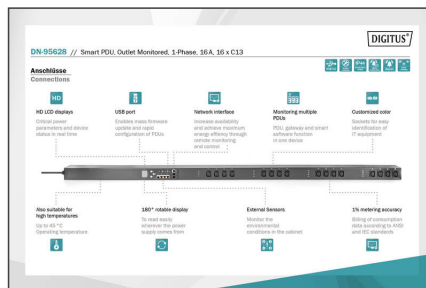 DIGITUS®
DN-95628 // Smart PDU, Outlet Monitored, 1-Phase, 16 A, 16 x C13
Anschlüsse
Connections
HD
HD LCD displays
Critical power
parameters and device
status in real time
USB port
Enables mass firmware
update and rapid
configuration of PDUs
Network interface
Increase availability
and achieve maximum
energy efficiency through
remote monitoring
and control
Monitoring multiple
PDUs
PDU, gateway and smart
software function
in one device
Customized color
Sockets for easy
identification of
IT equipment
Also suitable for
high temperatures
Up to 45 °C
Operating temperature
180° rotable display
To read easily
wherever the power
supply comes from
External Sensors
Monitor the
environmental
conditions in the cabinet
1% metering accuracy
Billing of consumption
data according to ANSI
and IEC standards